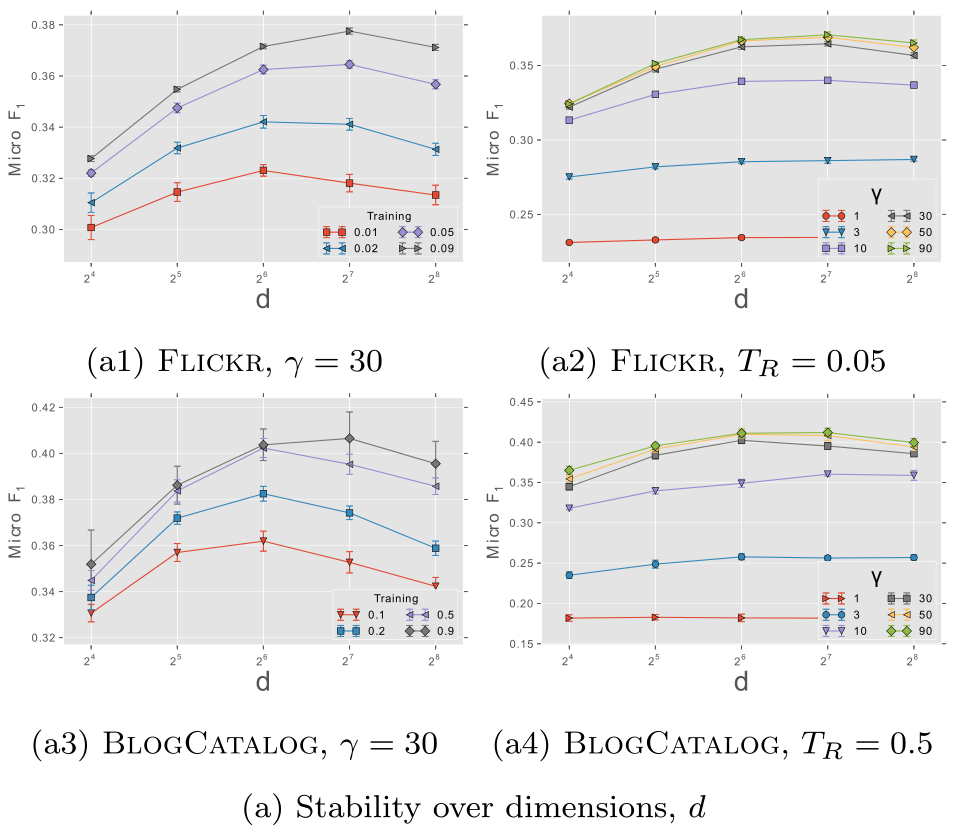 0.38
0.36
0.34
0.32
0.30
Micro F1
2^4 2^5 2^6 2^7 2^8
d
Training
0.01 0.05
0.02 0.09
(a1) FLICKR, γ = 30
0.35
0.30
0.25
Micro F1
2^4 2^5 2^6 2^7 2^8
d
γ
1 30
3 50
10 90
(a2) FLICKR, T_R = 0.05
0.42
0.40
0.38
0.36
0.34
0.32
Micro F1
2^4 2^5 2^6 2^7 2^8
d
Training
0.1 0.5
0.2 0.9
(a3) BLOGCATALOG, γ = 30
0.45
0.40
0.35
0.30
0.25
0.20
0.15
Micro F1
2^4 2^5 2^6 2^7 2^8
d
γ
1 30
3 50
10 90
(a4) BLOGCATALOG, T_R = 0.5
(a) Stability over dimensions, d